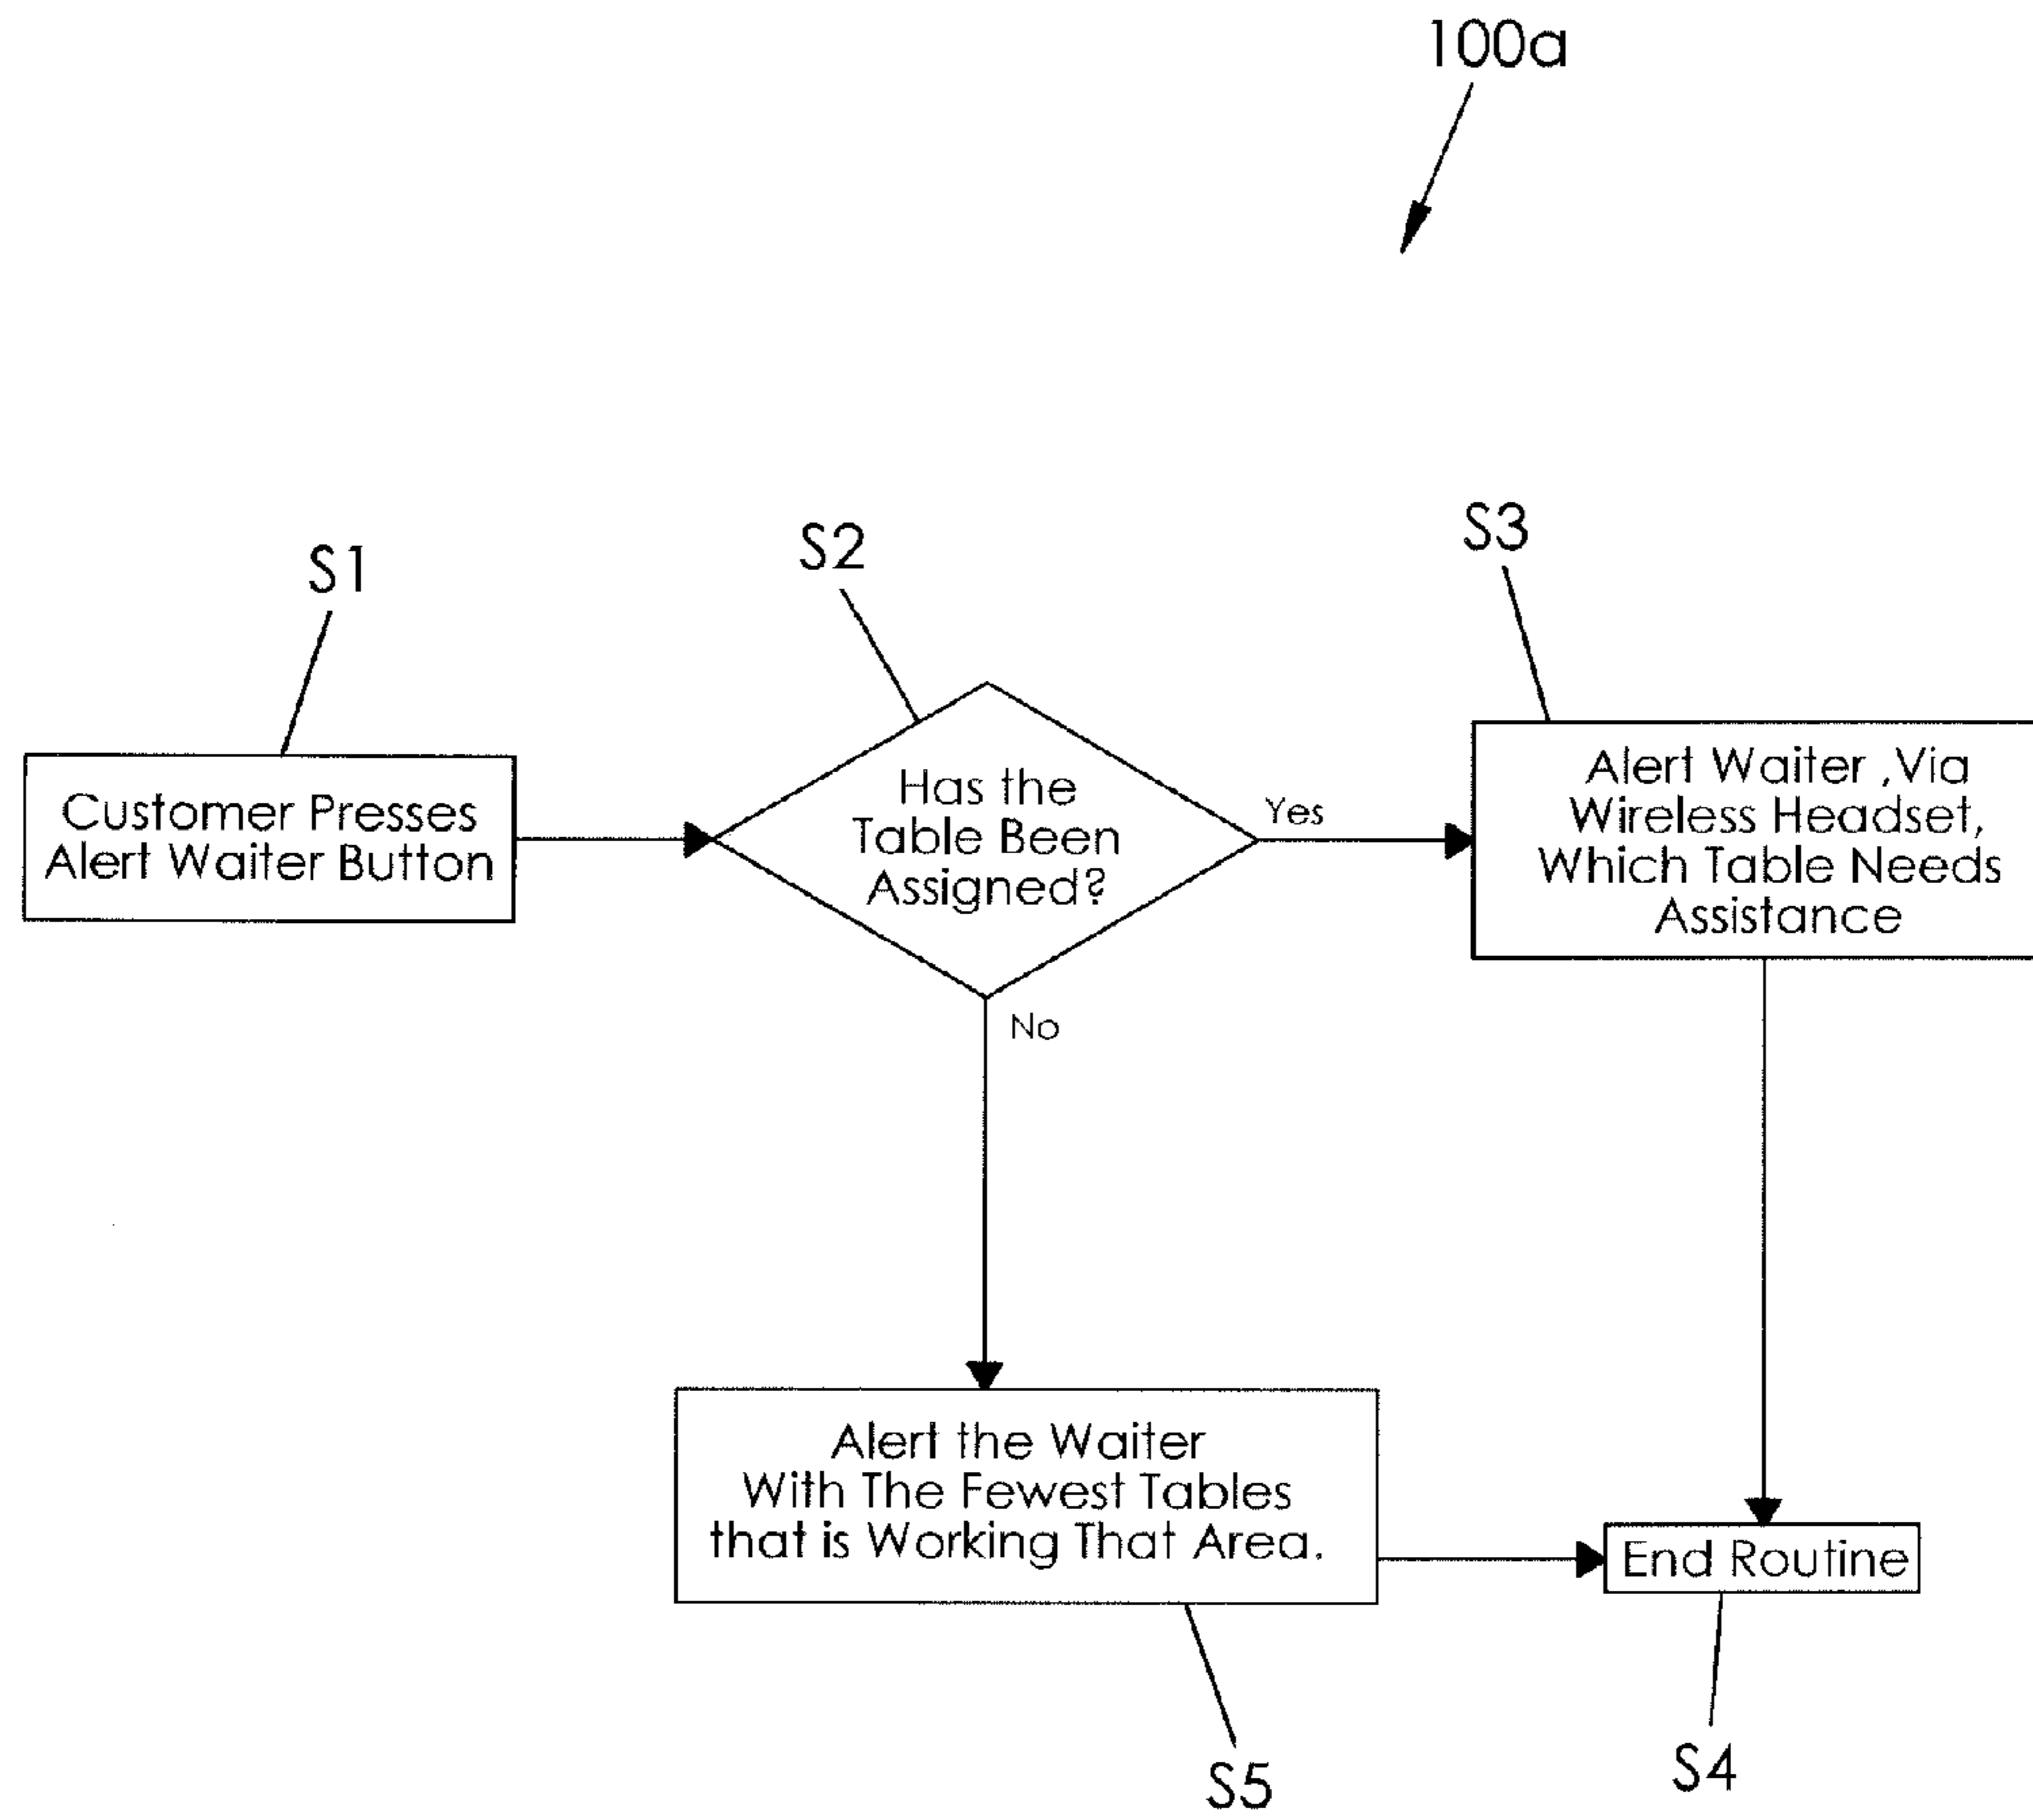 100a
S1
S2
S3
Customer Presses
Alert Waiter Button
Has the
Table Been
Assigned?
Yes
No
Alert Waiter ,Via
Wireless Headset,
Which Table Needs
Assistance
Alert the Waiter
With The Fewest Tables
that is Working That Area.
End Routine
S5
S4